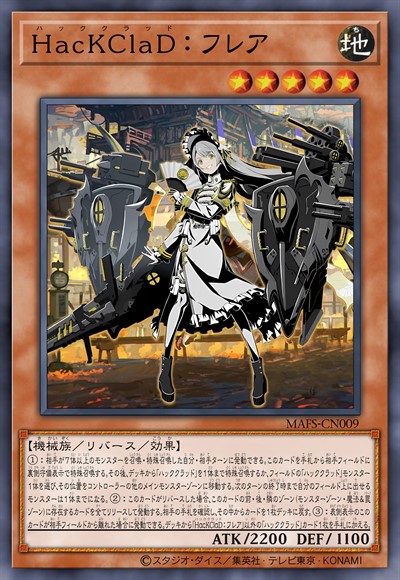 ハッククラッド
HacKClaD：フレア
地
MAFS-CN009
【機械族／リバース／効果】
①：相手が7体以上のモンスターを召喚・特殊召喚した自分・相手ターンに発動できる。このカードを手札から相手フィールドに
裏側守備表示で特殊召喚する。その後、デッキから「ハッククラッド」を1体まで特殊召喚するか、フィールドの「ハッククラッド」モンスター
1体を選び、その位置をコントローラーの他のメインモンスターゾーンに移動する。次のターンの終了時まで自分のフィールド上に出せる
モンスターは1体までになる。②：このカードがリバースした場合、このカードの前・後・隣のゾーン（モンスターゾーン・魔法＆罠
ゾーン）に存在するカードを全てリリースして発動する。相手の手札を確認し、その中からカードを1枚デッキに戻す。③：表側表示のこの
カードが相手フィールドから離れた場合に発動できる。デッキから「HacKClaD：フレア」以外の「ハッククラッド」カード1枚を手札に加える。
ATK/2200 DEF/1100
©スタジオ・ダイス／集英社・テレビ東京・KONAMI